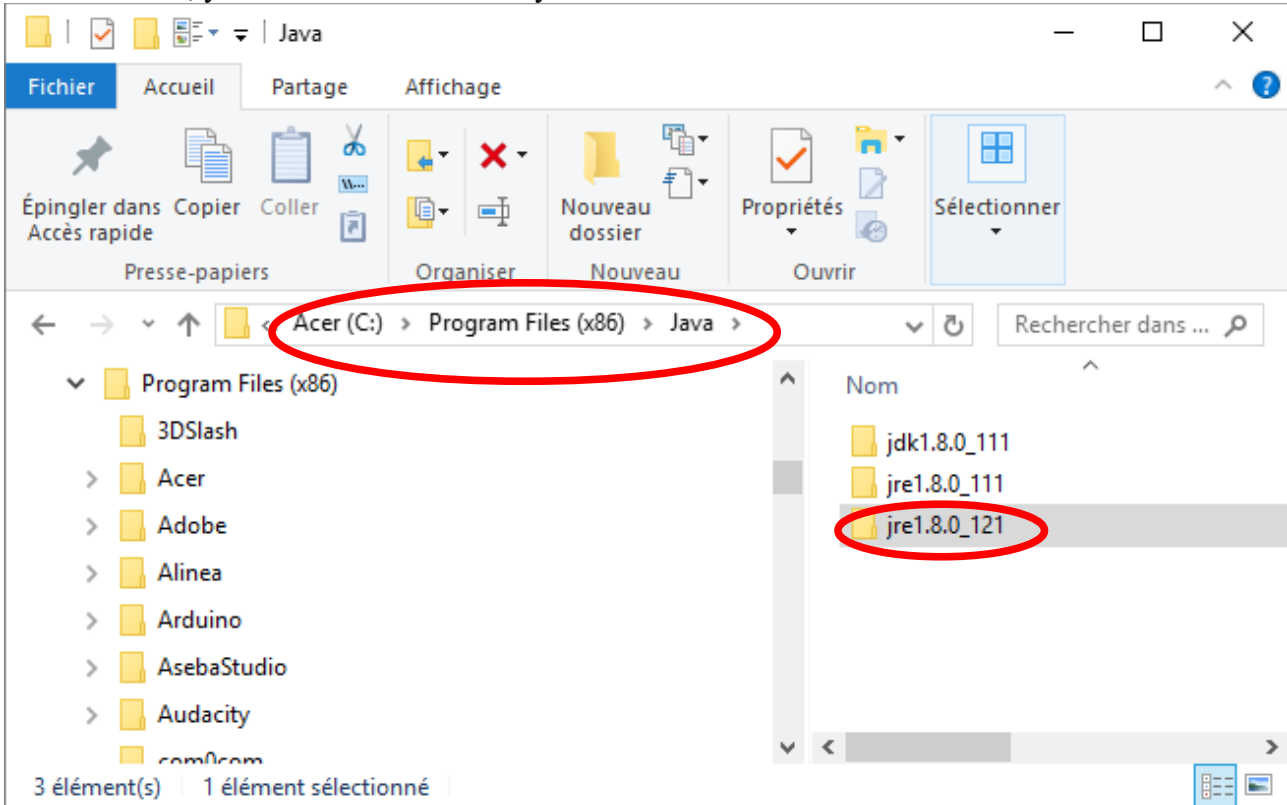 Java
Fichier Accueil Partage Affichage
Épingler dans Accès rapide
Copier
Coller
Nouveau dossier
Propriétés
Sélectionner
Presse-papiers Organiser Nouveau Ouvrir
Acer (C:) > Program Files (x86) > Java >
Rechercher dans ...
Program Files (x86)
3DSlash
Acer
Adobe
Alinea
Arduino
AsebaStudio
Audacity
com0com
Nom
jdk1.8.0_111
jre1.8.0_111
jre1.8.0_121
3 élément(s) 1 élément sélectionné